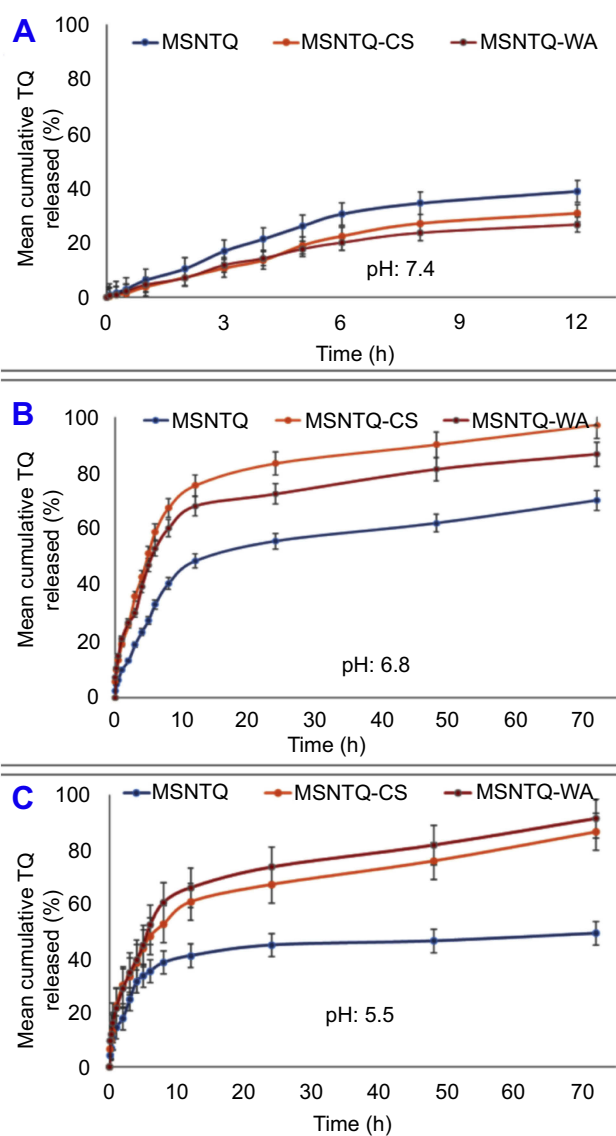 A
MSNTQ MSNTQ-CS MSNTQ-WA
Mean cumulative TQ
released (%)
100
80
60
40
20
0
pH: 7.4
0 3 6 9 12
Time (h)
B
MSNTQ MSNTQ-CS MSNTQ-WA
Mean cumulative TQ
released (%)
100
80
60
40
20
0
pH: 6.8
0 10 20 30 40 50 60 70
Time (h)
C
MSNTQ MSNTQ-CS MSNTQ-WA
Mean cumulative TQ
released (%)
100
80
60
40
20
0
pH: 5.5
0 10 20 30 40 50 60 70
Time (h)